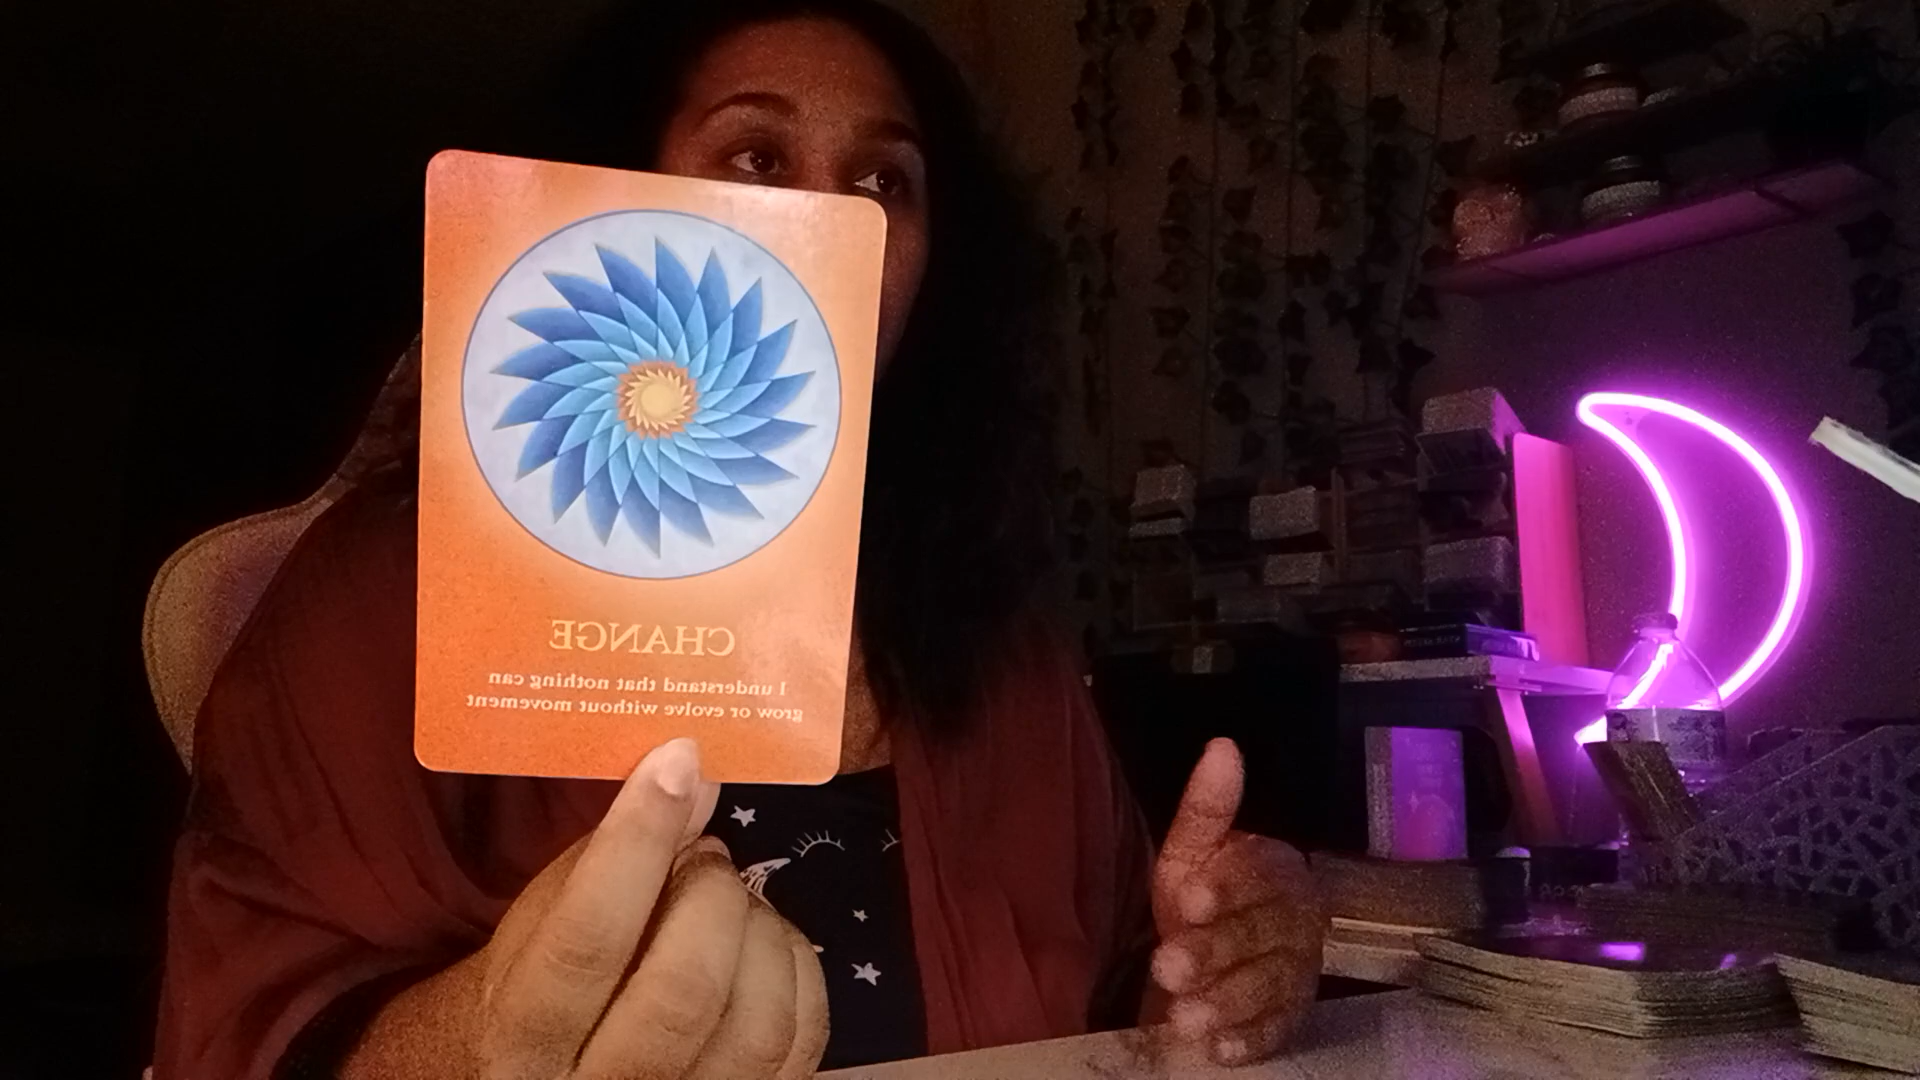 CHANGE
I understand that nothing can
grow or evolve without movement